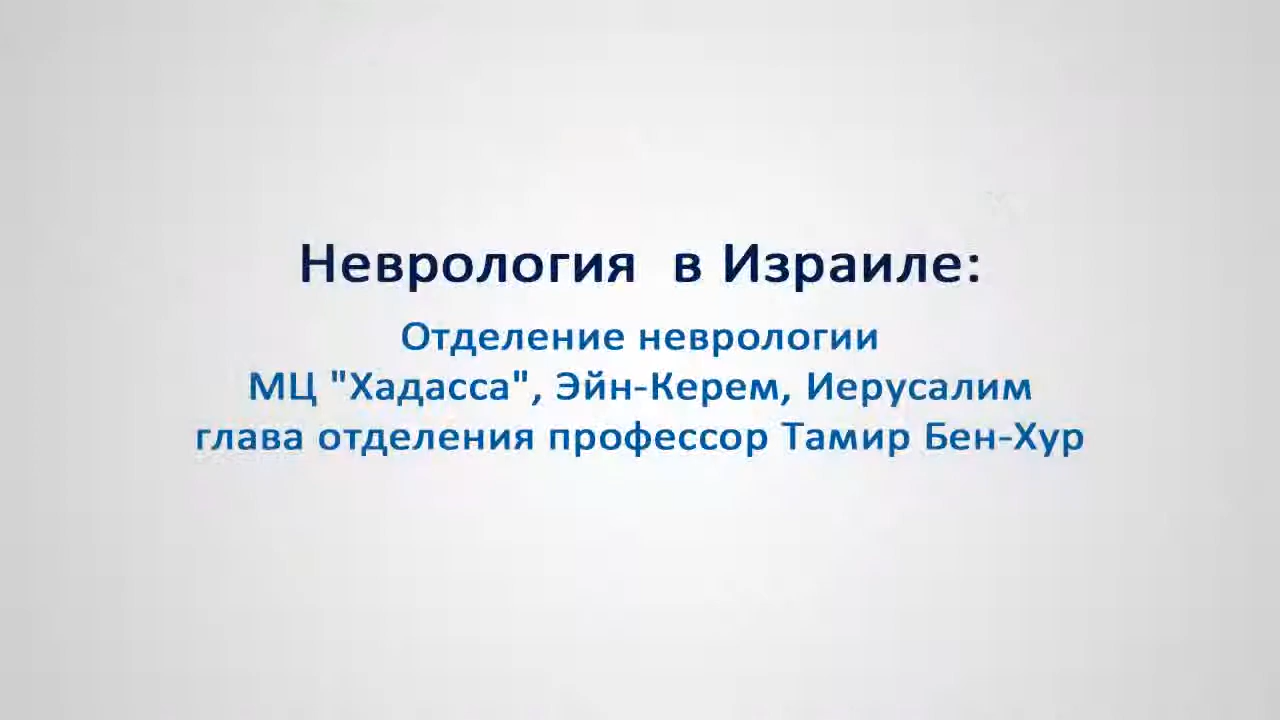 Неврология в Израиле:
Отделение неврологии
МЦ "Хадасса", Эйн-Керем, Иерусалим
глава отделения профессор Тамир Бен-Хур